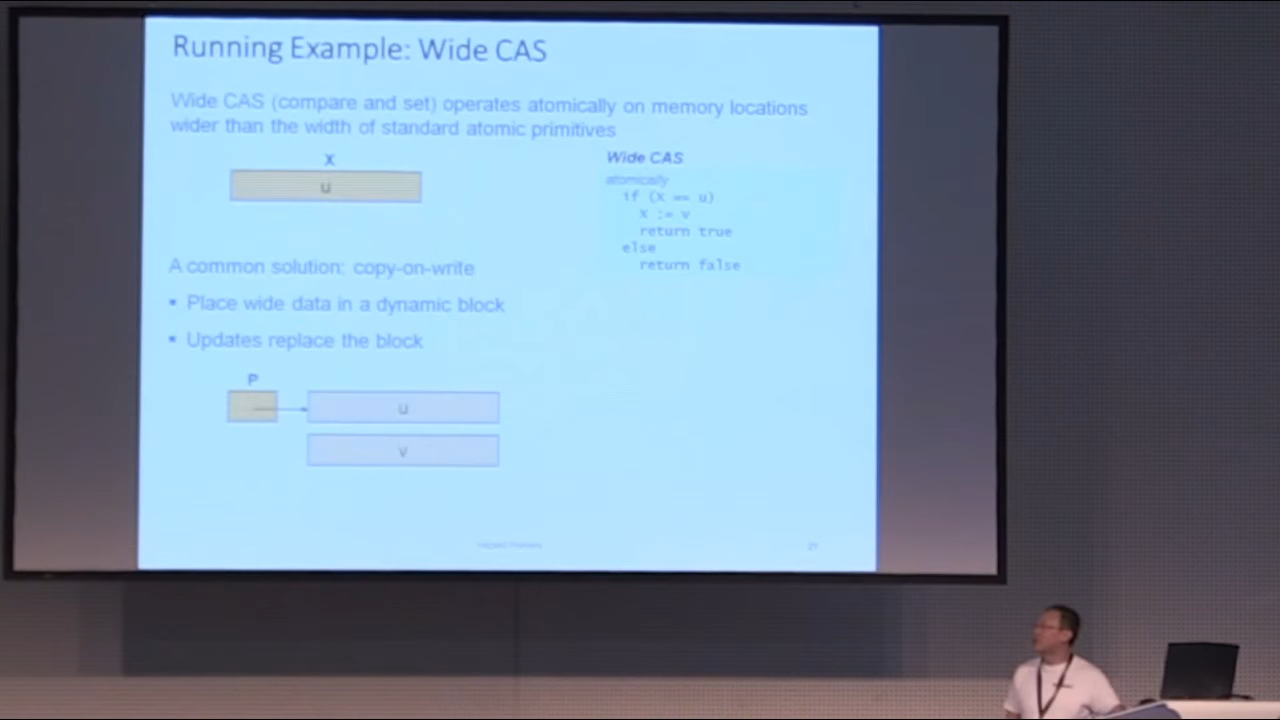 Running Example: Wide CAS
Wide CAS (compare and set) operates atomically on memory locations
wider than the width of standard atomic primitives
X
u
Wide CAS
atomically
if (X == u)
X := v
return true
else
return false
A common solution: copy-on-write
▪ Place wide data in a dynamic block
▪ Updates replace the block
P
u
v
Hazard Pointers